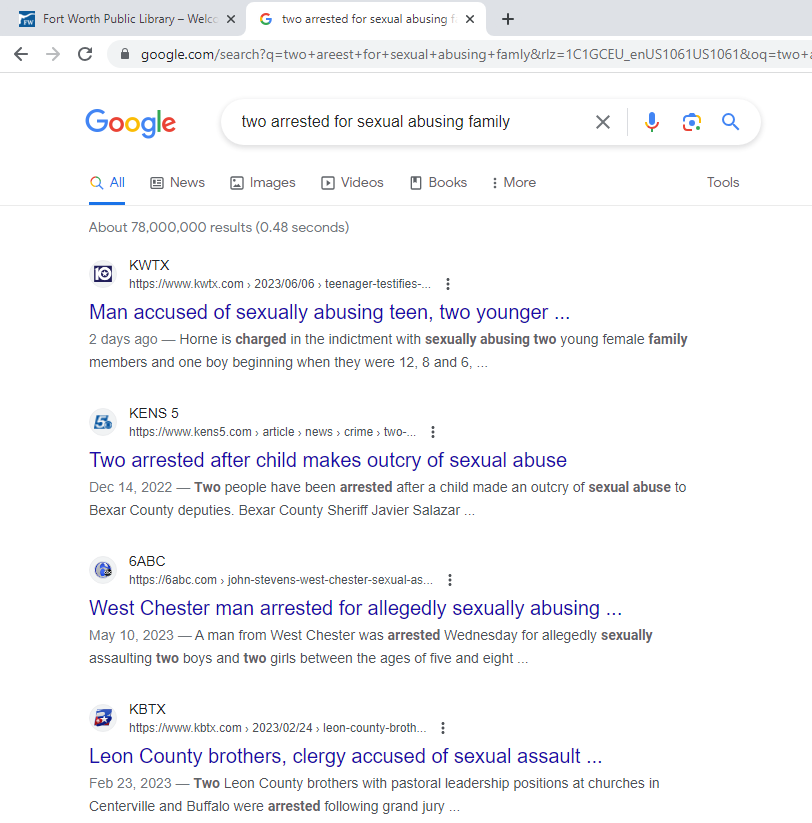 Fort Worth Public Library – Welco
two arrested for sexual abusing f
google.com/search?q=two+areest+for+sexual+abusing+famly&rlz=1C1GCEU_enUS1061US1061&oq=two+a
Google
two arrested for sexual abusing family
All News Images Videos Books More Tools
About 78,000,000 results (0.48 seconds)
KWTX
https://www.kwtx.com › 2023/06/06 › teenager-testifies-...
Man accused of sexually abusing teen, two younger ...
2 days ago — Horne is charged in the indictment with sexually abusing two young female family
members and one boy beginning when they were 12, 8 and 6, ...
KENS 5
https://www.kens5.com › article › news › crime › two-...
Two arrested after child makes outcry of sexual abuse
Dec 14, 2022 — Two people have been arrested after a child made an outcry of sexual abuse to
Bexar County deputies. Bexar County Sheriff Javier Salazar ...
6ABC
https://6abc.com › john-stevens-west-chester-sexual-as...
West Chester man arrested for allegedly sexually abusing ...
May 10, 2023 — A man from West Chester was arrested Wednesday for allegedly sexually
assaulting two boys and two girls between the ages of five and eight ...
KBTX
https://www.kbtx.com › 2023/02/24 › leon-county-broth...
Leon County brothers, clergy accused of sexual assault ...
Feb 23, 2023 — Two Leon County brothers with pastoral leadership positions at churches in
Centerville and Buffalo were arrested following grand jury ...